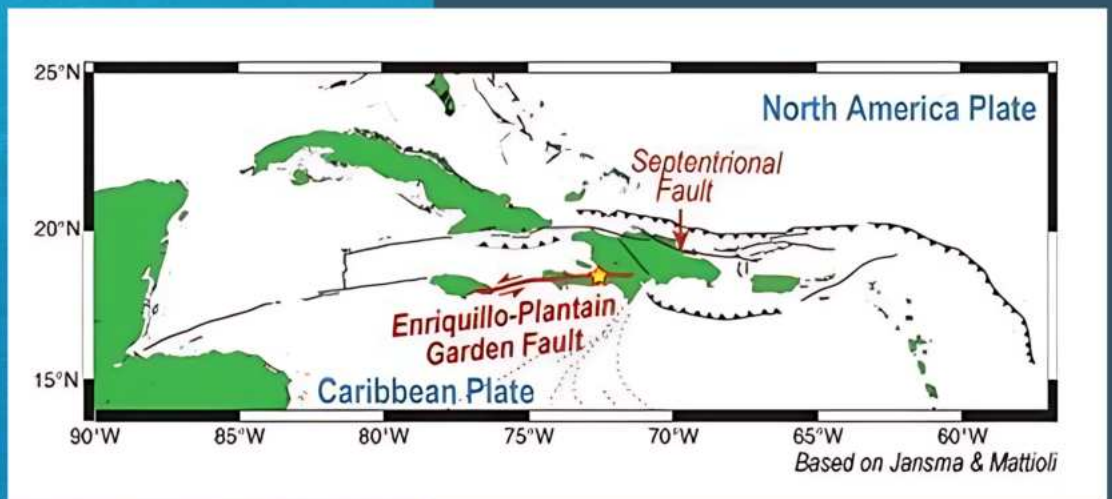 25°N
North America Plate
Septentrional
Fault
20°N
Enriquillo-Plantain
Garden Fault
15°N
Caribbean Plate
90°W 85°W 80°W 75°W 70°W 65°W 60°W
Based on Jansma & Mattioli